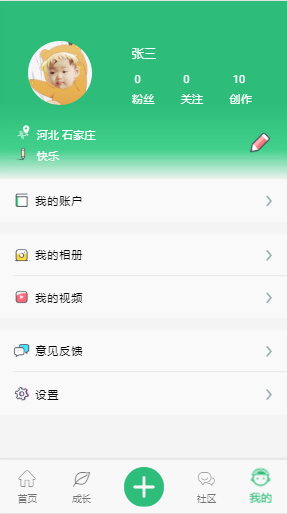 张三
0 0 10
粉丝 关注 创作
河北 石家庄
快乐
我的账户
我的相册
我的视频
意见反馈
设置
首页 成长 社区 我的